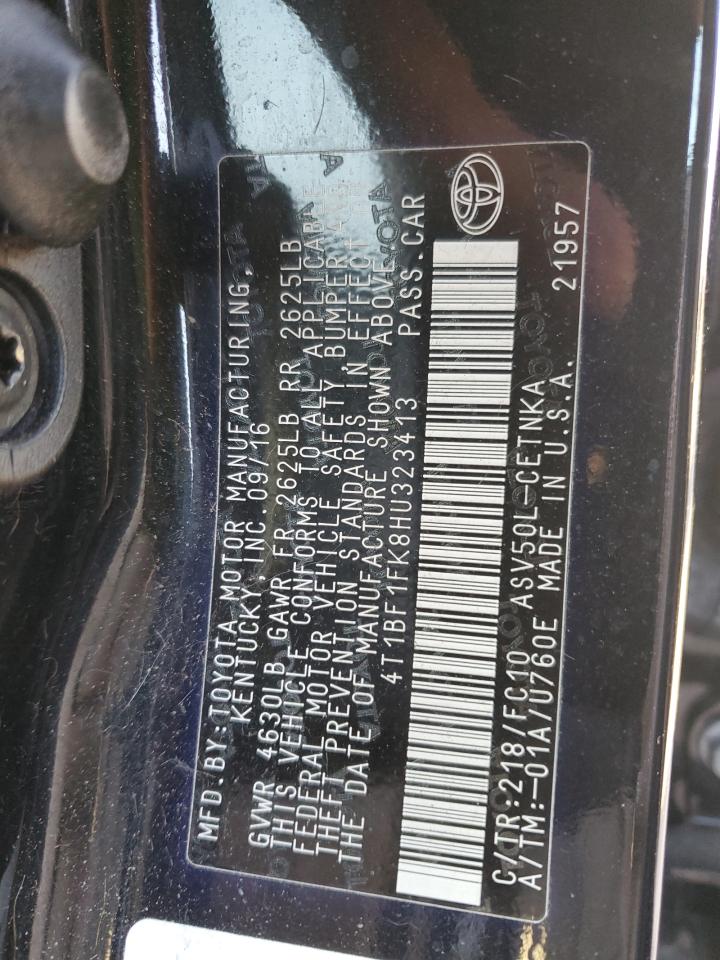 MFD.BY:TOYOTA MOTOR MANUFACTURING,
KENTUCKY, INC.09/16
GVWR 4630LB GAWR FR 2625LB RR 2625LB
THIS VEHICLE CONFORMS TO ALL APPLICABLE
FEDERAL MOTOR VEHICLE SAFETY, BUMPER, AND
THEFT PREVENTION STANDARDS IN EFFECT ON
THE DATE OF MANUFACTURE SHOWN ABOVE.
4T1BF1FK8HU323413 PASS.CAR
C/TR:218/FC10 ASV50L-CETNKA
A/TM:-01A/U760E MADE IN U.S.A. 21957